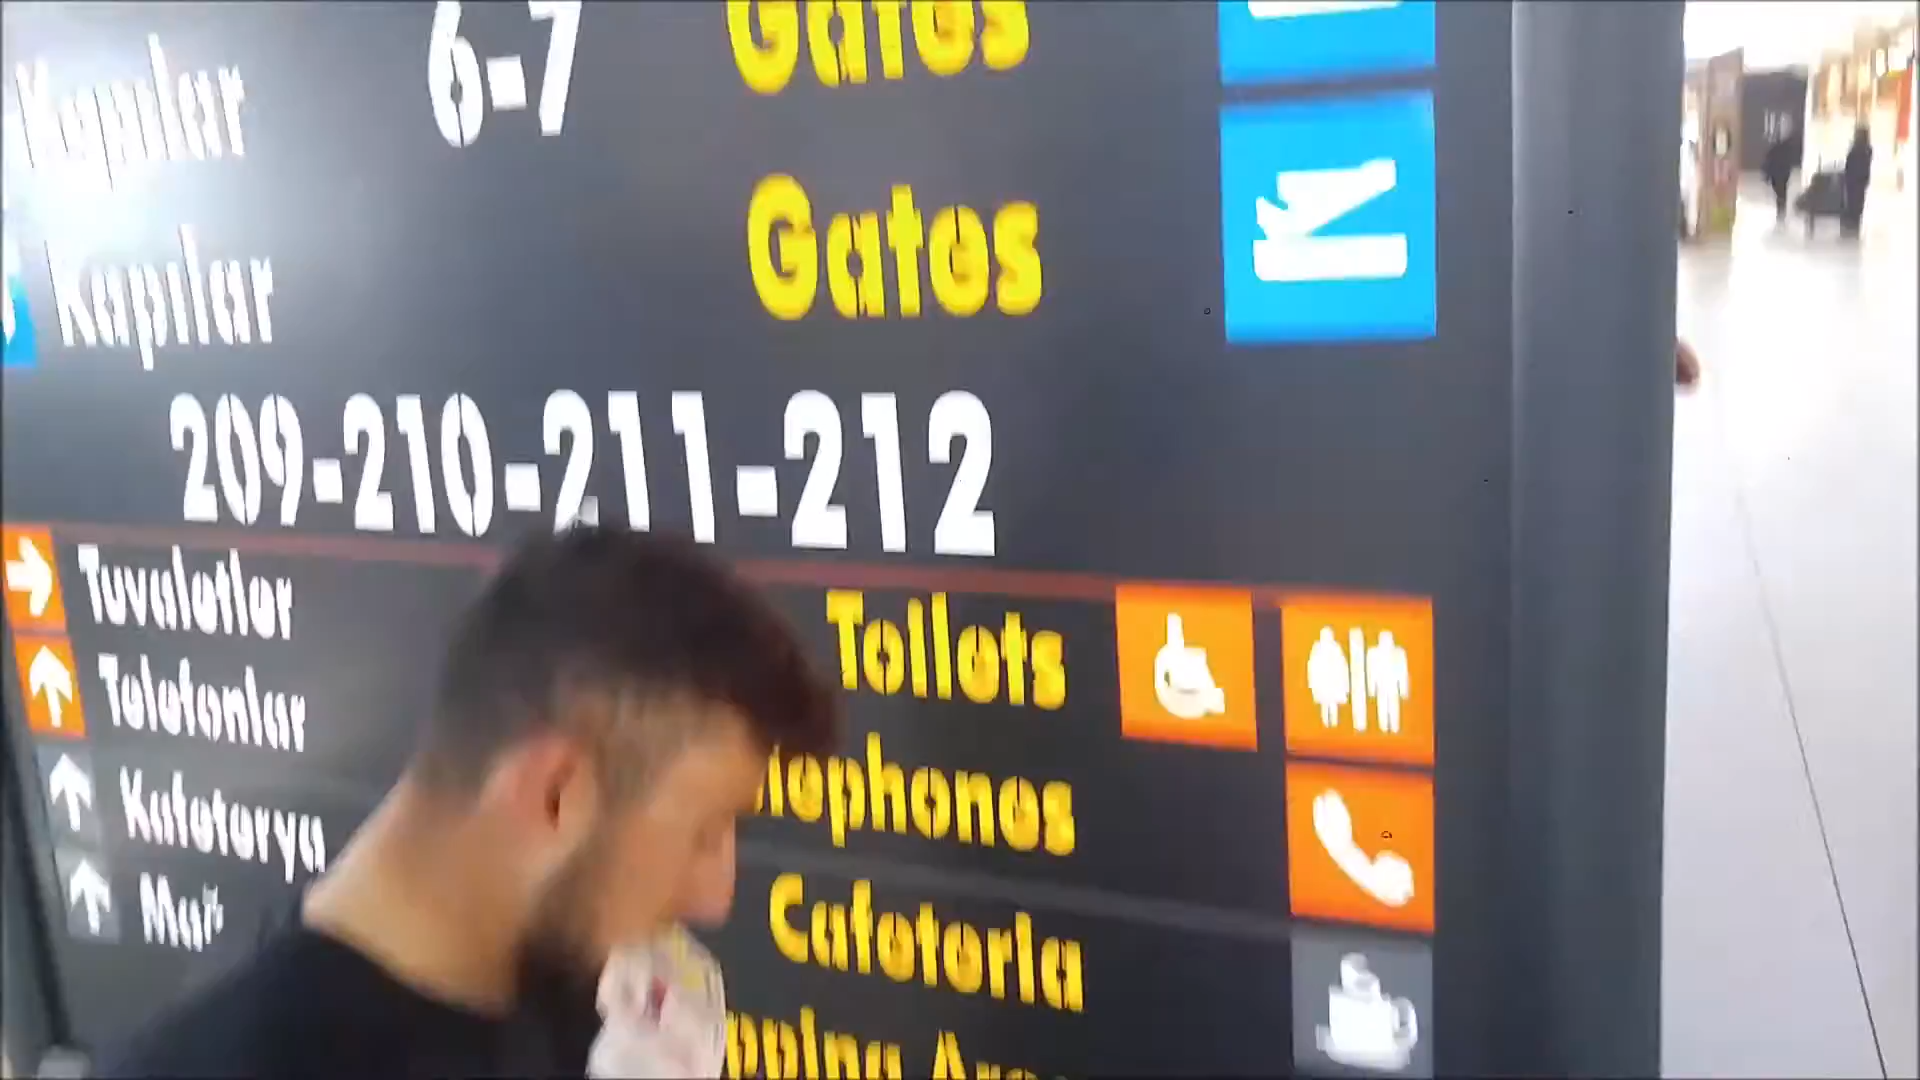 Kapılar 6-7 Gates
Kapılar Gates
209-210-211-212
Tuvaletler Toilets
Telefonlar
Kafeterya Cafeteria